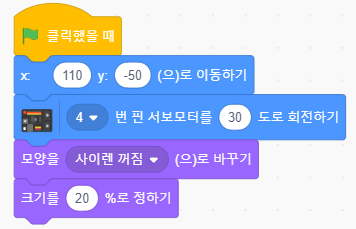 클릭했을 때
x: 110 y: -50 (으)로 이동하기
4 번 핀 서보모터를 30 도로 회전하기
모양을 사이렌 꺼짐 (으)로 바꾸기
크기를 20 %로 정하기